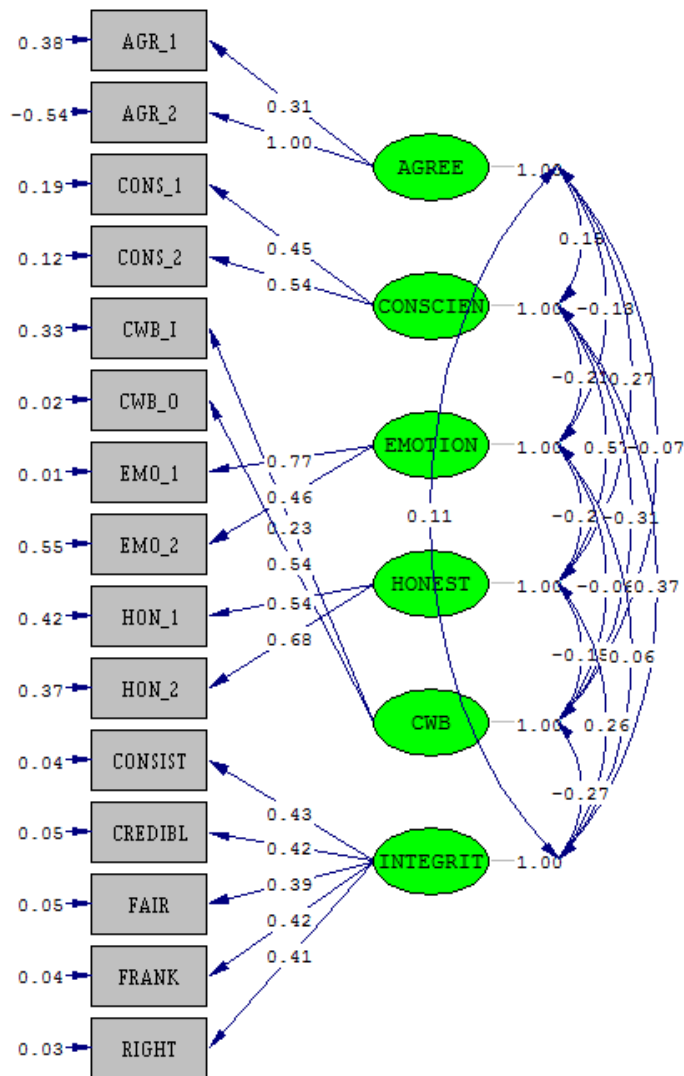 0.38
AGR_1
0.31
-0.54
AGR_2
1.00
AGREE
1.00
0.19
CONS_1
0.19
0.45
0.12
CONS_2
0.54
CONSCIEN
1.00
-0.13
0.33
CWB_I
0.27
0.02
CWB_O
EMOTION
1.00
-0.07
0.01
EMO_1
0.77
0.46
0.11
-0.31
0.23
0.55
EMO_2
0.54
HONEST
1.00
0.37
0.42
HON_1
0.54
0.68
-0.15
0.06
0.37
HON_2
CWB
1.00
0.26
0.04
CONSIST
0.43
-0.27
0.05
CREDIBL
0.42
INTEGRIT
1.00
0.39
0.05
FAIR
0.42
0.04
FRANK
0.41
0.03
RIGHT